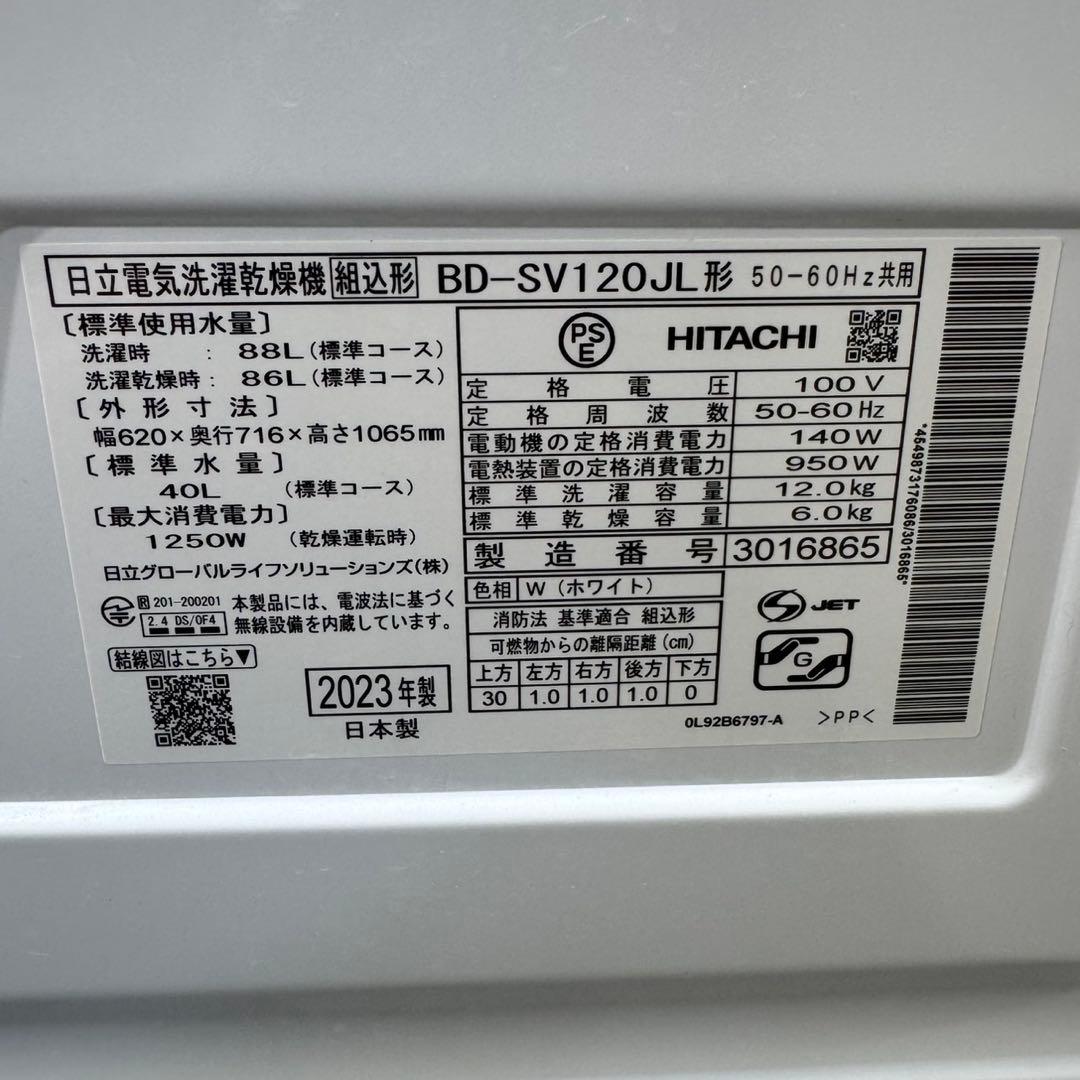 日立電気洗濯乾燥機 組込形 BD-SV120JL形 50-60Hz共用
〔標準使用水量〕
洗濯時 : 88L(標準コース)
洗濯乾燥時: 86L(標準コース)
〔外形寸法〕
幅620×奥行716×高さ1065mm
〔標準水量〕
40L (標準コース)
〔最大消費電力〕
1250W (乾燥運転時)
日立グローバルライフソリューションズ(株)
R 201-200201 本製品には、電波法に基づく
2.4 DS/OF4 無線設備を内蔵しています。
結線図はこちら▼
2023年製
日本製
PSE HITACHI
定格電圧 100V
定格周波数 50-60Hz
電動機の定格消費電力 140W
電熱装置の定格消費電力 950W
標準洗濯容量 12.0kg
標準乾燥容量 6.0kg
製造番号 3016865
色相 W(ホワイト)
消防法 基準適合 組込形
可燃物からの離隔距離(cm)
上方 左方 右方 後方 下方
30 1.0 1.0 1.0 0
S JET
G
0L92B6797-A >PP<
*4549873176086/3016865*